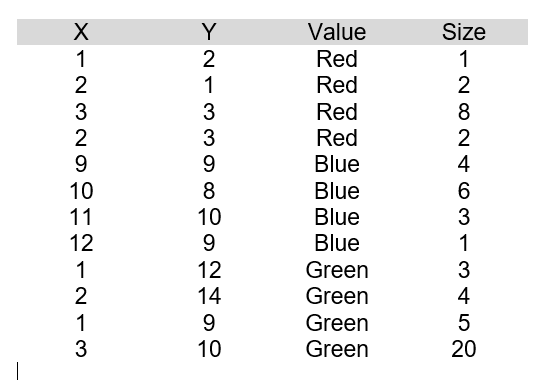 X Y Value Size
1 2 Red 1
2 1 Red 2
3 3 Red 8
2 3 Red 2
9 9 Blue 4
10 8 Blue 6
11 10 Blue 3
12 9 Blue 1
1 12 Green 3
2 14 Green 4
1 9 Green 5
3 10 Green 20